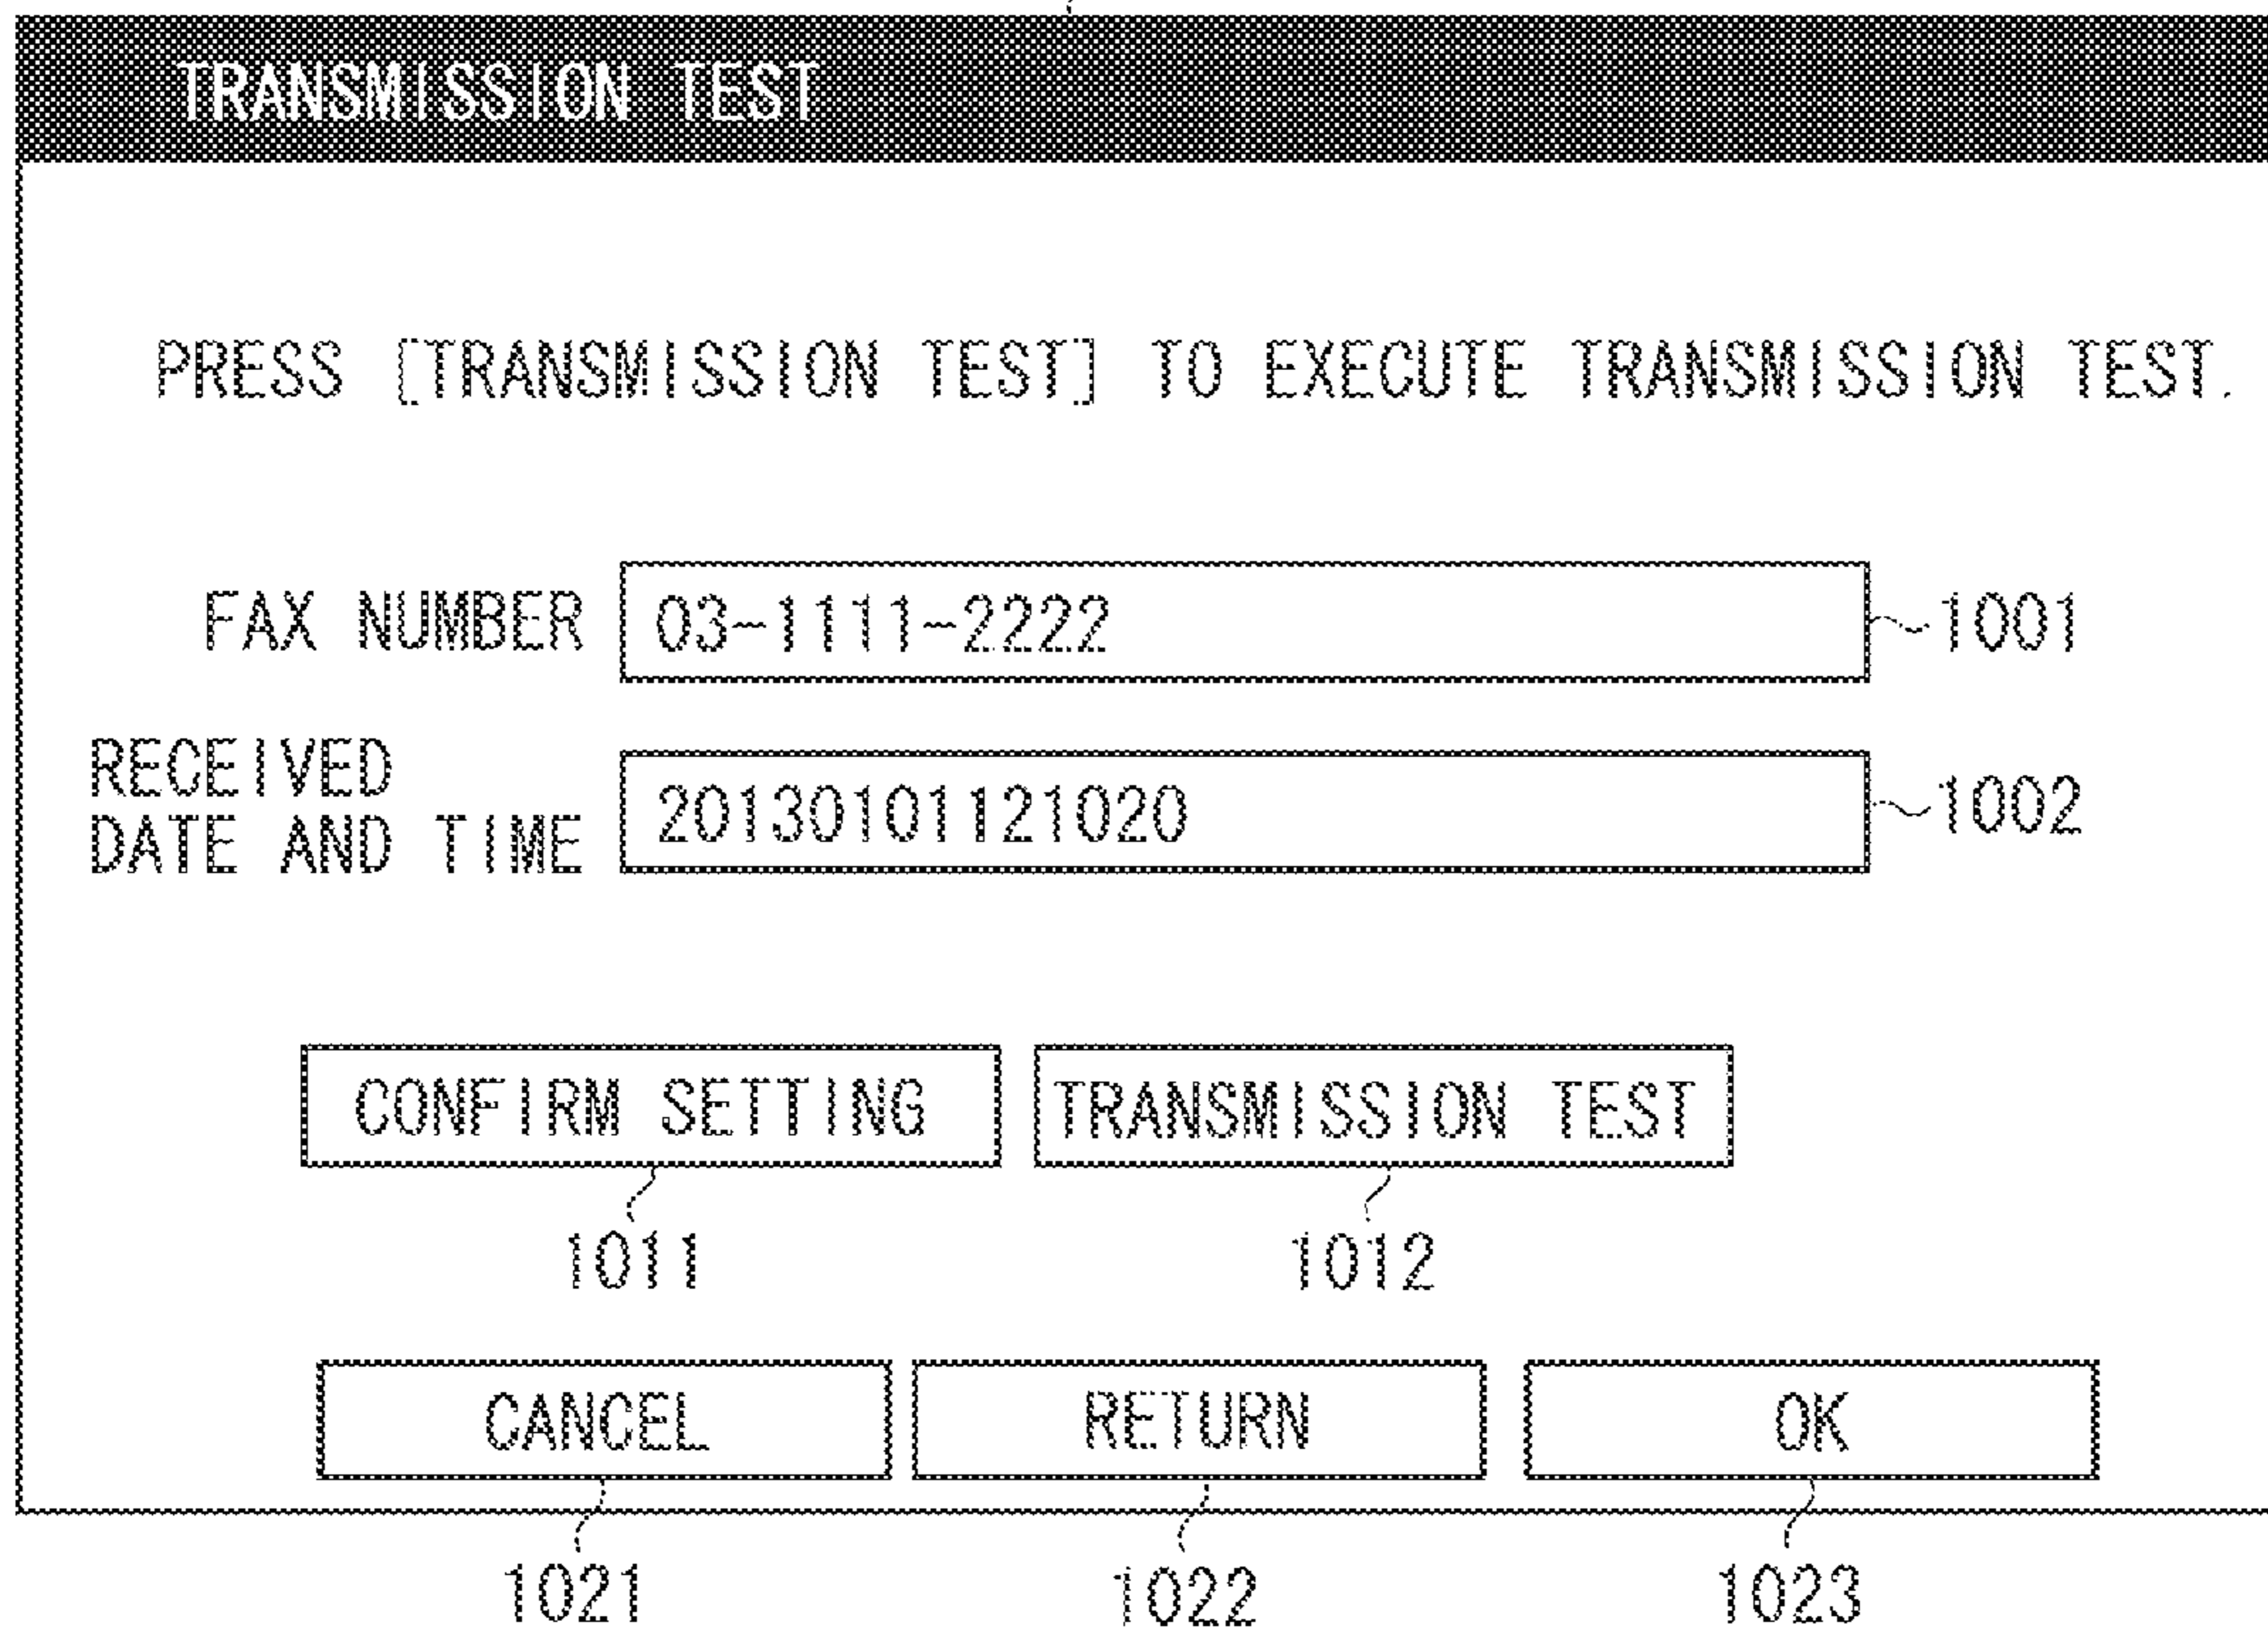 TRANSMISSION TEST
PRESS [TRANSMISSION TEST] TO EXECUTE TRANSMISSION TEST.
FAX NUMBER 03-1111-2222 1001
RECEIVED
DATE AND TIME 20130101121020 1002
CONFIRM SETTING TRANSMISSION TEST
1011 1012
CANCEL RETURN OK
1021 1022 1023